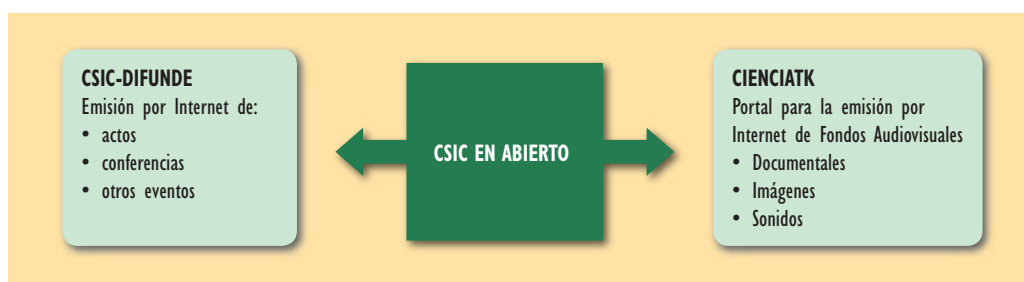 CSIC-DIFUNDE
Emisión por Internet de:
• actos
• conferencias
• otros eventos
CSIC EN ABIERTO
CIENCIATK
Portal para la emisión por
Internet de Fondos Audiovisuales
• Documentales
• Imágenes
• Sonidos